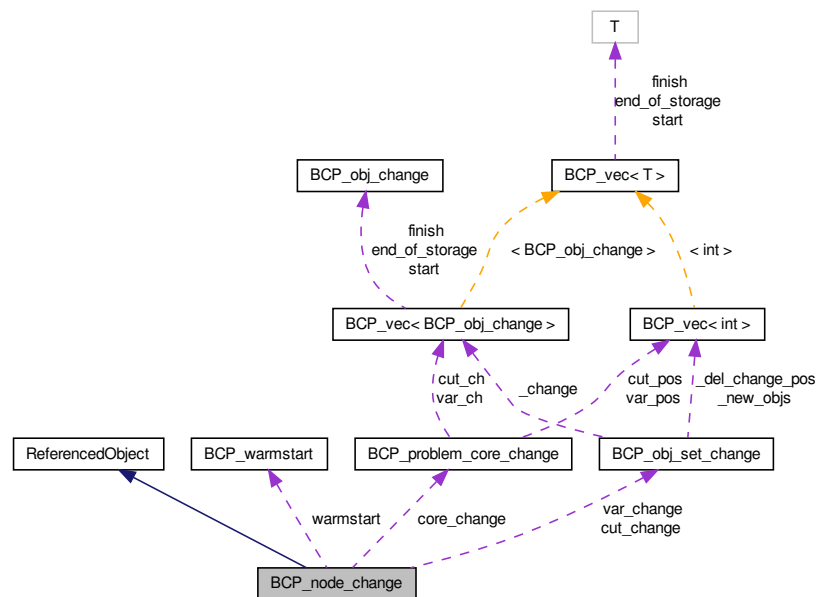 T
finish
end_of_storage
start
BCP_obj_change
BCP_vec< T >
finish
end_of_storage
start
< BCP_obj_change >
< int >
BCP_vec< BCP_obj_change >
BCP_vec< int >
cut_ch
var_ch
_change
cut_pos
var_pos
_del_change_pos
_new_objs
ReferencedObject
BCP_warmstart
BCP_problem_core_change
BCP_obj_set_change
warmstart
core_change
var_change
cut_change
BCP_node_change